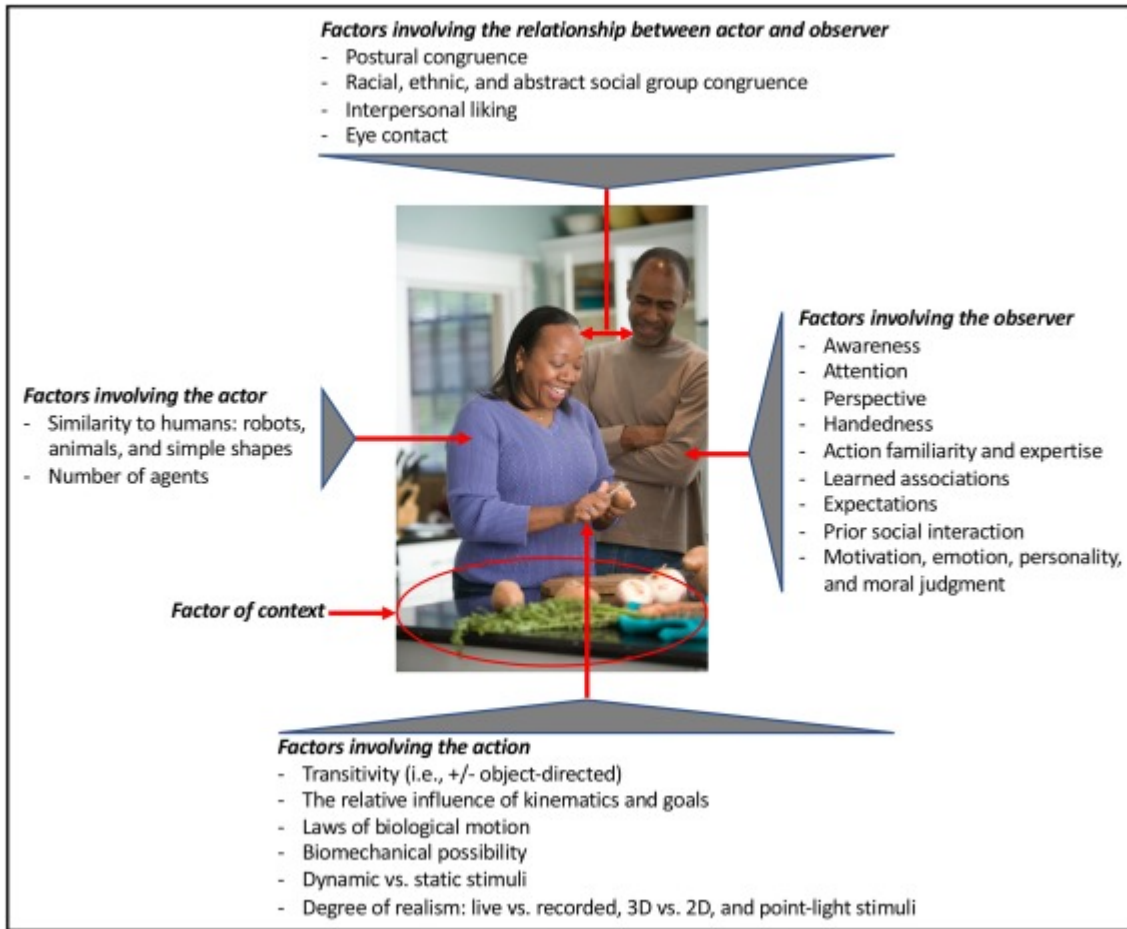 Factors involving the relationship between actor and observer
- Postural congruence
- Racial, ethnic, and abstract social group congruence
- Interpersonal liking
- Eye contact
Factors involving the actor
- Similarity to humans: robots,
animals, and simple shapes
- Number of agents
Factors involving the observer
- Awareness
- Attention
- Perspective
- Handedness
- Action familiarity and expertise
- Learned associations
- Expectations
- Prior social interaction
- Motivation, emotion, personality,
and moral judgment
Factor of context
Factors involving the action
- Transitivity (i.e., +/- object-directed)
- The relative influence of kinematics and goals
- Laws of biological motion
- Biomechanical possibility
- Dynamic vs. static stimuli
- Degree of realism: live vs. recorded, 3D vs. 2D, and point-light stimuli